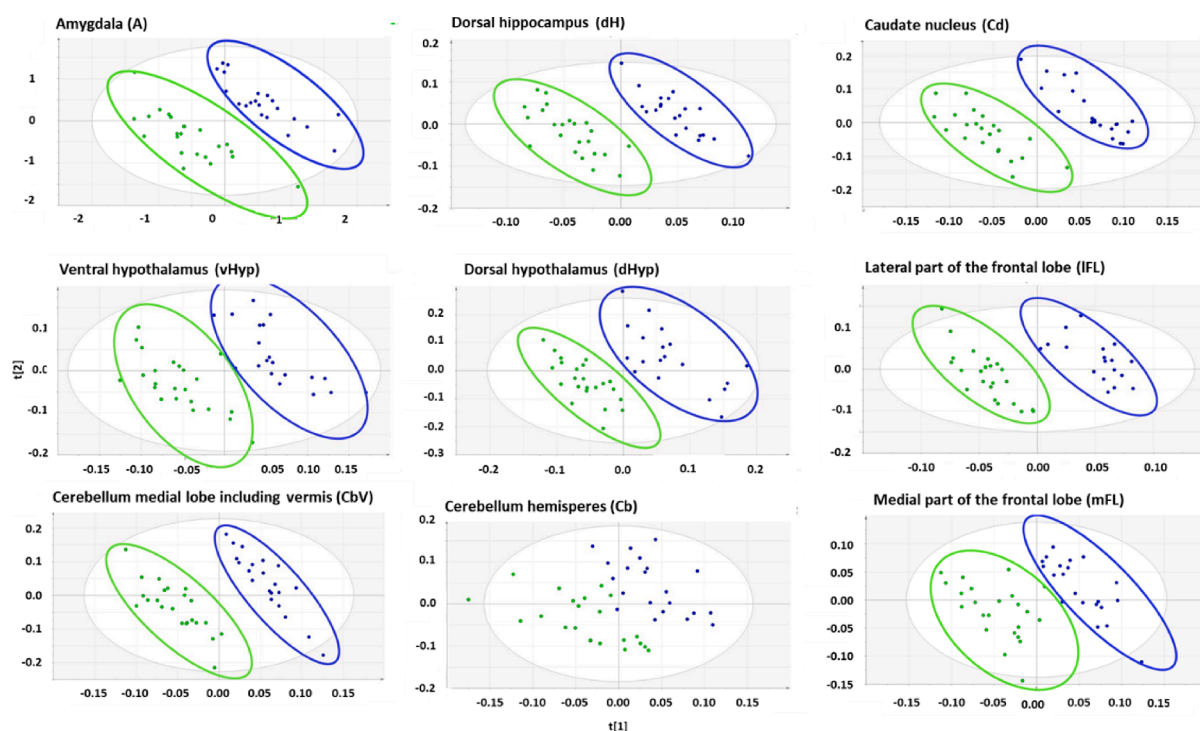 Amygdala (A)
1
0
-1
-2
-2 -1 0 1 2
Dorsal hippocampus (dH)
0.2
0.1
0.0
-0.1
-0.2
-0.10 -0.05 0.00 0.05 0.10
Caudate nucleus (Cd)
0.2
0.1
0.0
-0.1
-0.2
-0.15 -0.10 -0.05 0.00 0.05 0.10 0.15
Ventral hypothalamus (vHyp)
t[2]
0.1
0.0
-0.1
-0.2
-0.15 -0.10 -0.05 0.05 0.10 0.15
Dorsal hypothalamus (dHyp)
0.2
0.1
0.0
-0.1
-0.2
-0.3
-0.2 -0.1 0.0 0.1 0.2
Lateral part of the frontal lobe (lFL)
0.1
0.0
-0.1
-0.2
-0.10 -0.05 0.00 0.05 0.10
Cerebellum medial lobe including vermis (CbV)
0.2
0.1
0.0
-0.1
-0.2
-0.15 -0.10 -0.05 0.00 0.05 0.10 0.15
Cerebellum hemisperes (Cb)
0.2
0.1
0.0
-0.1
-0.2
-0.15 -0.10 -0.05 0.00 0.05 0.10 0.15
t[1]
Medial part of the frontal lobe (mFL)
0.10
0.05
0.00
-0.05
-0.10
-0.15
-0.10 -0.05 0.00 0.05 0.10 0.15